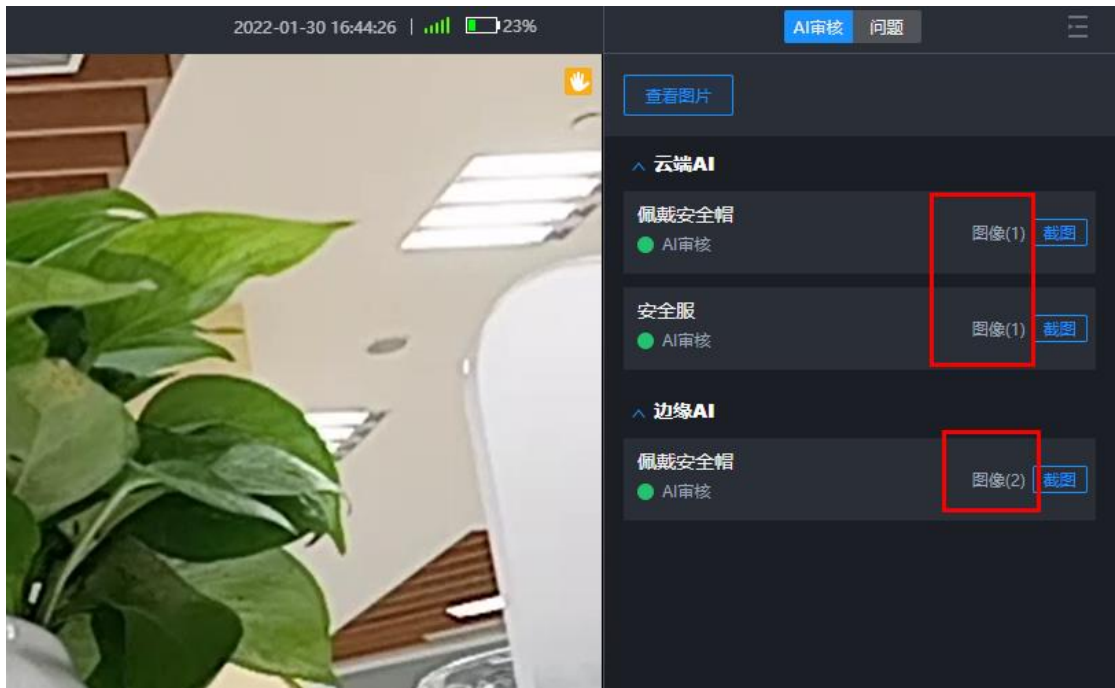 2022-01-30 16:44:26 | 23%
AI审核 问题
查看图片
云端AI
佩戴安全帽
AI审核
图像(1) 截图
安全服
AI审核
图像(1) 截图
边缘AI
佩戴安全帽
AI审核
图像(2) 截图